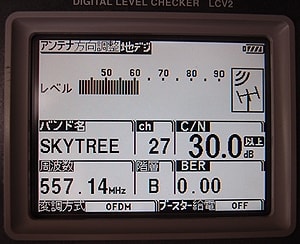 DIGITAL LEVEL CHECKER LCV2
アンテナ方向調整 地デジ
50 60 70 80 90
レベル
バンド名 ch C/N
SKYTREE 27 30.0 以上 dB
周波数 階層 BER
557.14 MHz B 0.00
変調方式 OFDM ブースター給電 OFF